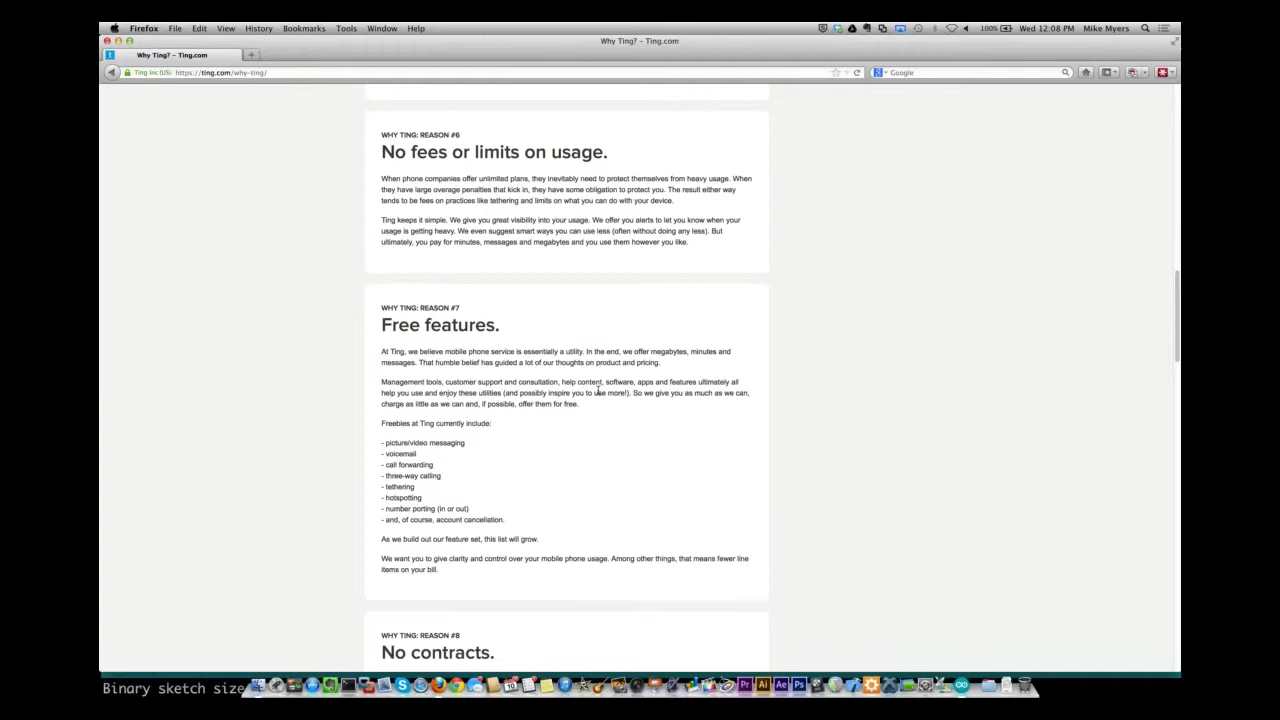 Firefox File Edit View History Bookmarks Tools Window Help 100% Wed 12:08 PM Mike Myers
Why Ting? – Ting.com
Why Ting? – Ting.com
Ting Inc (US) https://ting.com/why-ting/ Google
WHY TING: REASON #6
No fees or limits on usage.
When phone companies offer unlimited plans, they inevitably need to protect themselves from heavy usage. When
they have large overage penalties that kick in, they have some obligation to protect you. The result either way
tends to be fees on practices like tethering and limits on what you can do with your device.
Ting keeps it simple. We give you great visibility into your usage. We offer you alerts to let you know when your
usage is getting heavy. We even suggest smart ways you can use less (often without doing any less). But
ultimately, you pay for minutes, messages and megabytes and you use them however you like.
WHY TING: REASON #7
Free features.
At Ting, we believe mobile phone service is essentially a utility. In the end, we offer megabytes, minutes and
messages. That humble belief has guided a lot of our thoughts on product and pricing.
Management tools, customer support and consultation, help content, software, apps and features ultimately all
help you use and enjoy these utilities (and possibly inspire you to use more!). So we give you as much as we can,
charge as little as we can and, if possible, offer them for free.
Freebies at Ting currently include:
- picture/video messaging
- voicemail
- call forwarding
- three-way calling
- tethering
- hotspotting
- number porting (in or out)
- and, of course, account cancellation.
As we build out our feature set, this list will grow.
We want you to give clarity and control over your mobile phone usage. Among other things, that means fewer line
items on your bill.
WHY TING: REASON #8
No contracts.
Binary sketch size
Pr Ai Ae Ps